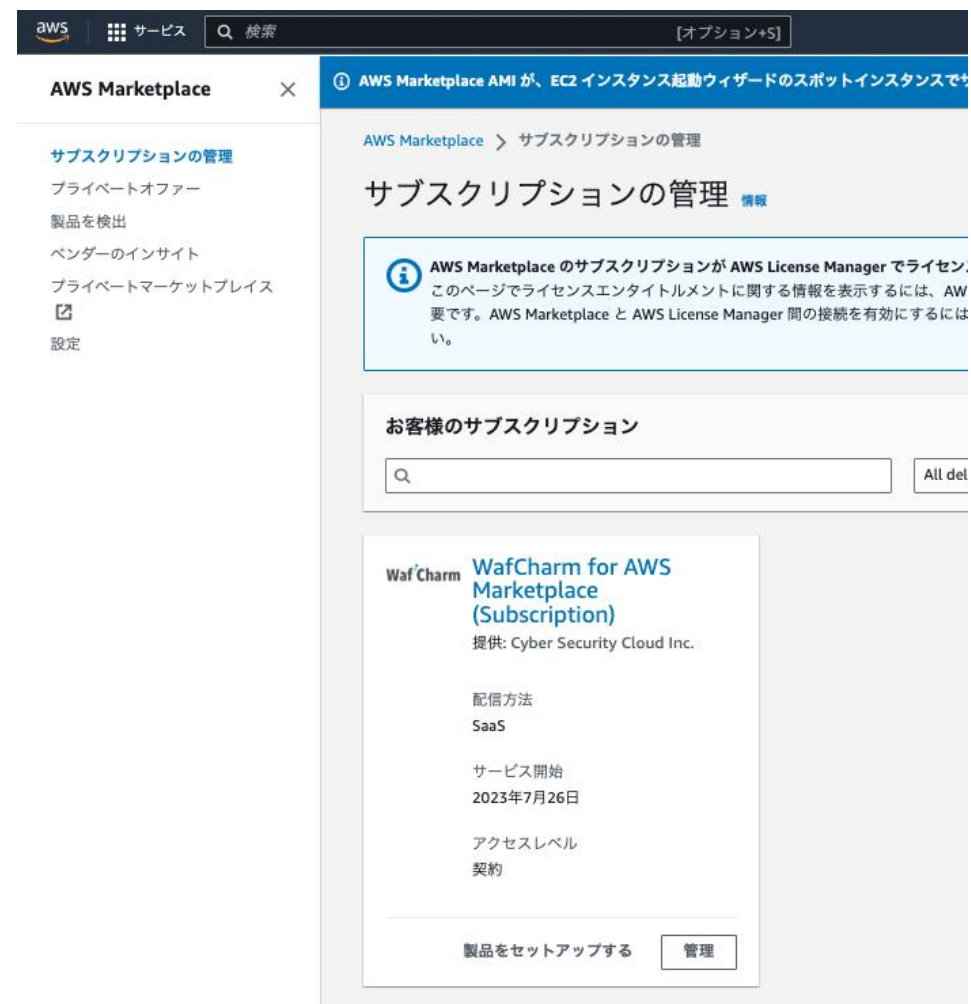 aws
サービス
検索
[オプション+S]
AWS Marketplace
サブスクリプションの管理
プライベートオファー
製品を検出
ベンダーのインサイト
プライベートマーケットプレイス
設定
AWS Marketplace AMI が、EC2 インスタンス起動ウィザードのスポットインスタンスで
AWS Marketplace > サブスクリプションの管理
サブスクリプションの管理 情報
AWS Marketplace のサブスクリプションが AWS License Manager でライセン
このページでライセンスエンタイトルメントに関する情報を表示するには、AW
要です。AWS Marketplace と AWS License Manager 間の接続を有効にするには
い。
お客様のサブスクリプション
All del
WafCharm
WafCharm for AWS
Marketplace
(Subscription)
提供: Cyber Security Cloud Inc.
配信方法
SaaS
サービス開始
2023年7月26日
アクセスレベル
契約
製品をセットアップする
管理